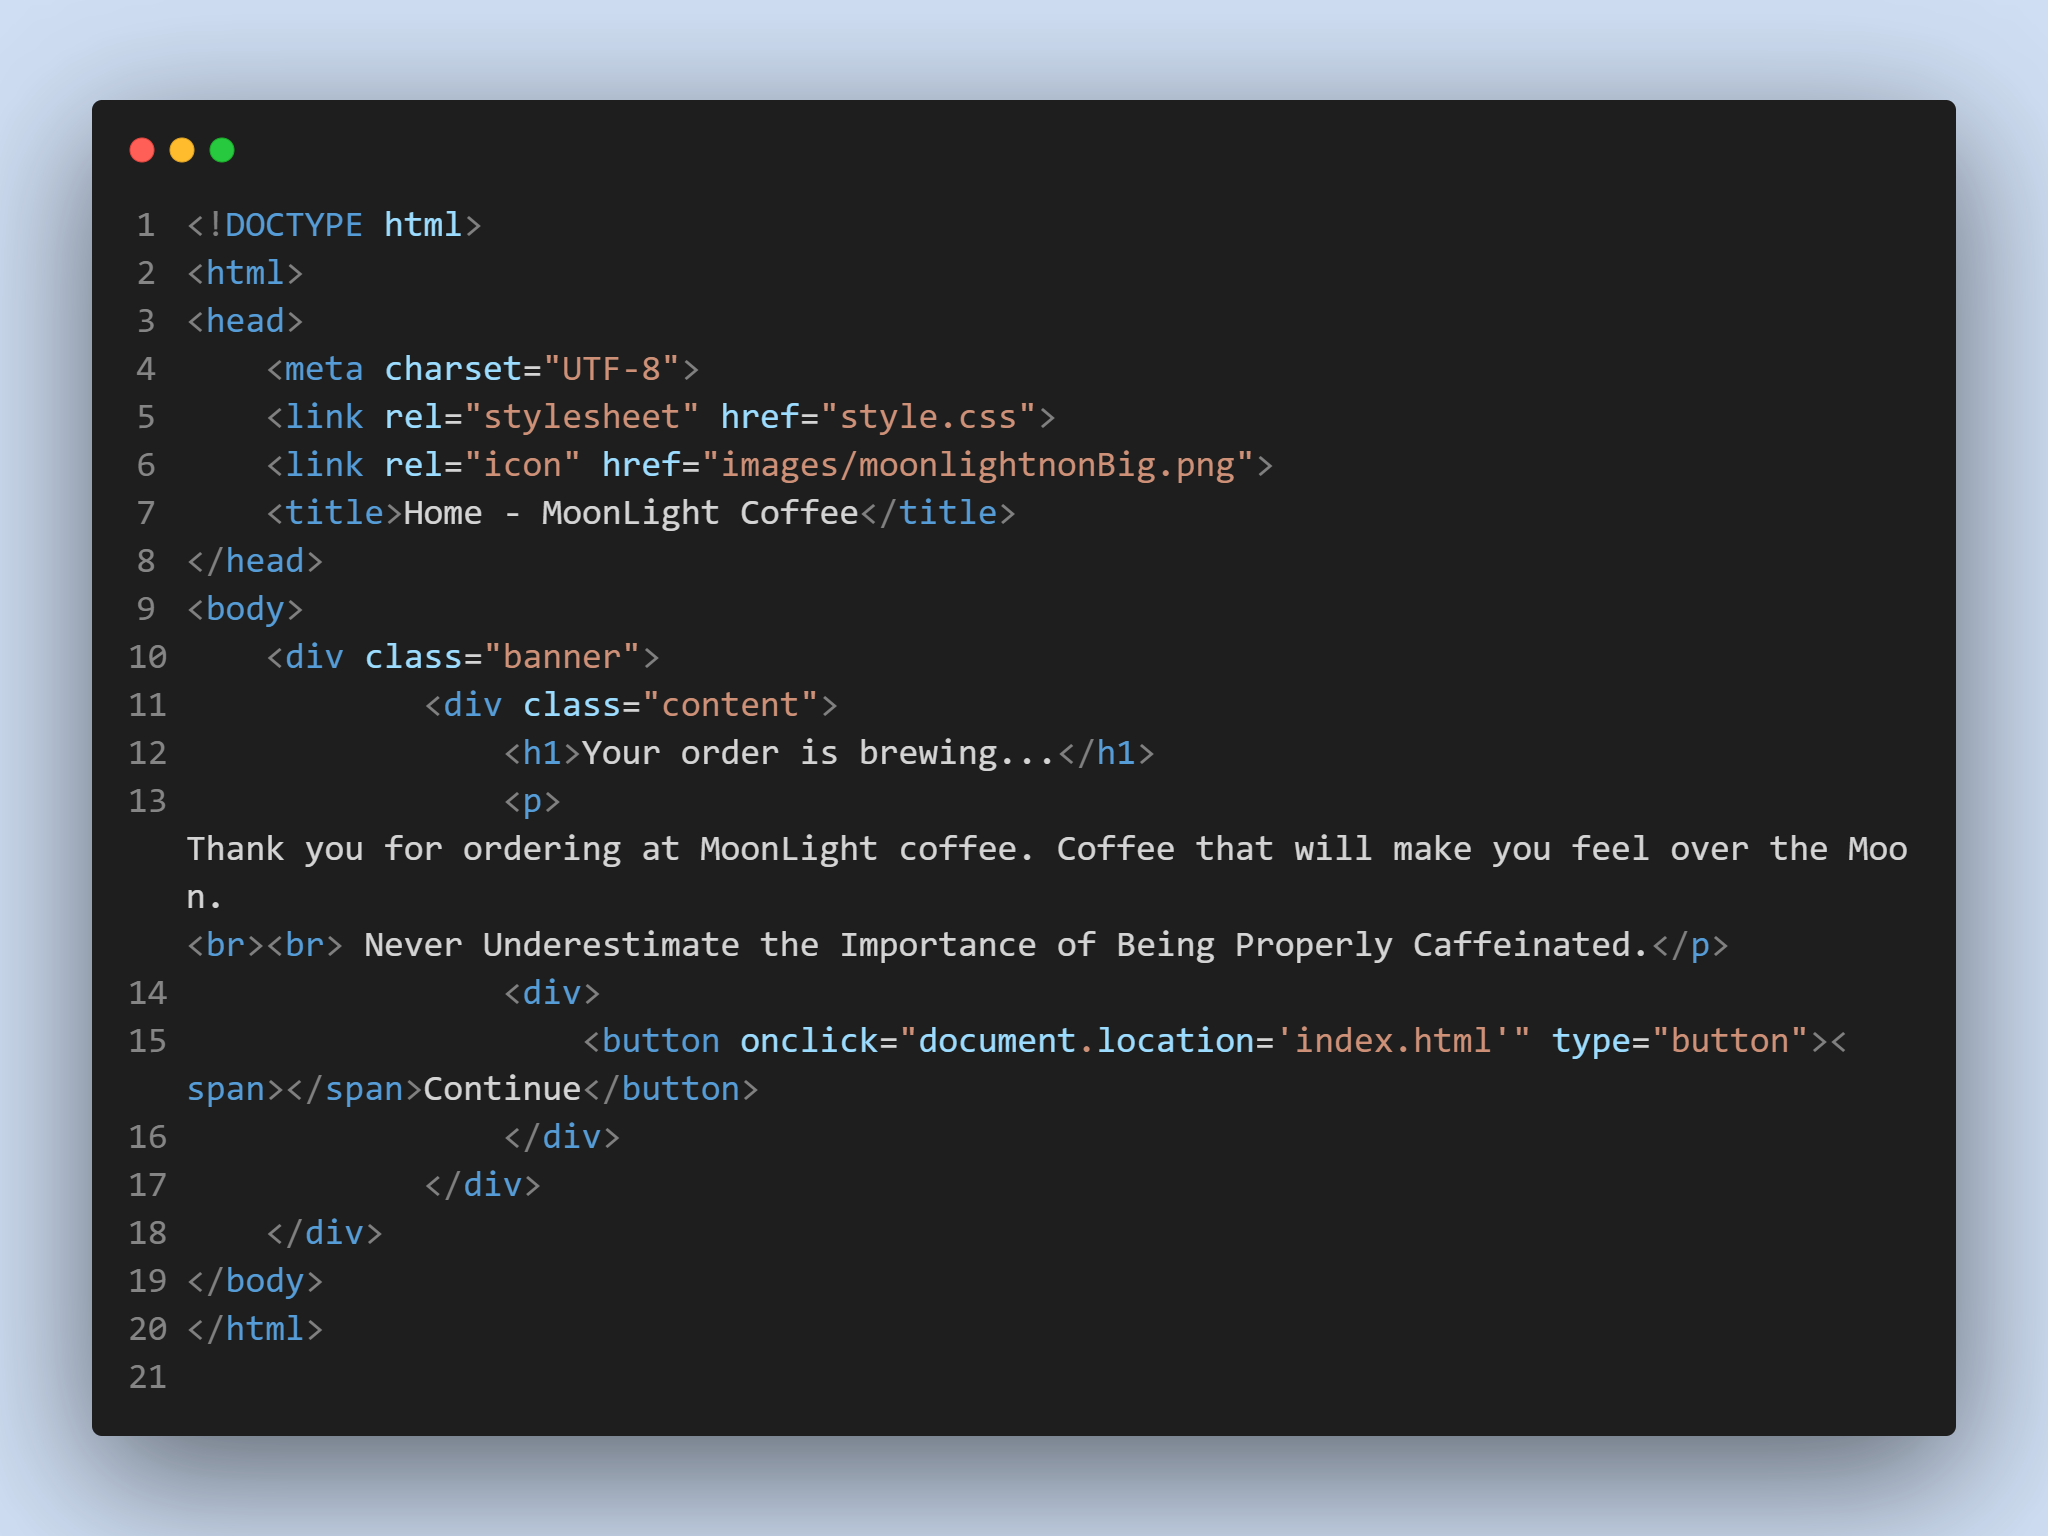 1 <!DOCTYPE html>
2 <html>
3 <head>
4     <meta charset="UTF-8">
5     <link rel="stylesheet" href="style.css">
6     <link rel="icon" href="images/moonlightnonBig.png">
7     <title>Home - MoonLight Coffee</title>
8 </head>
9 <body>
10     <div class="banner">
11             <div class="content">
12                 <h1>Your order is brewing...</h1>
13                 <p>
Thank you for ordering at MoonLight coffee. Coffee that will make you feel over the Moo
n.
<br><br> Never Underestimate the Importance of Being Properly Caffeinated.</p>
14                 <div>
15                     <button onclick="document.location='index.html'" type="button"><
span></span>Continue</button>
16                 </div>
17             </div>
18     </div>
19 </body>
20 </html>
21